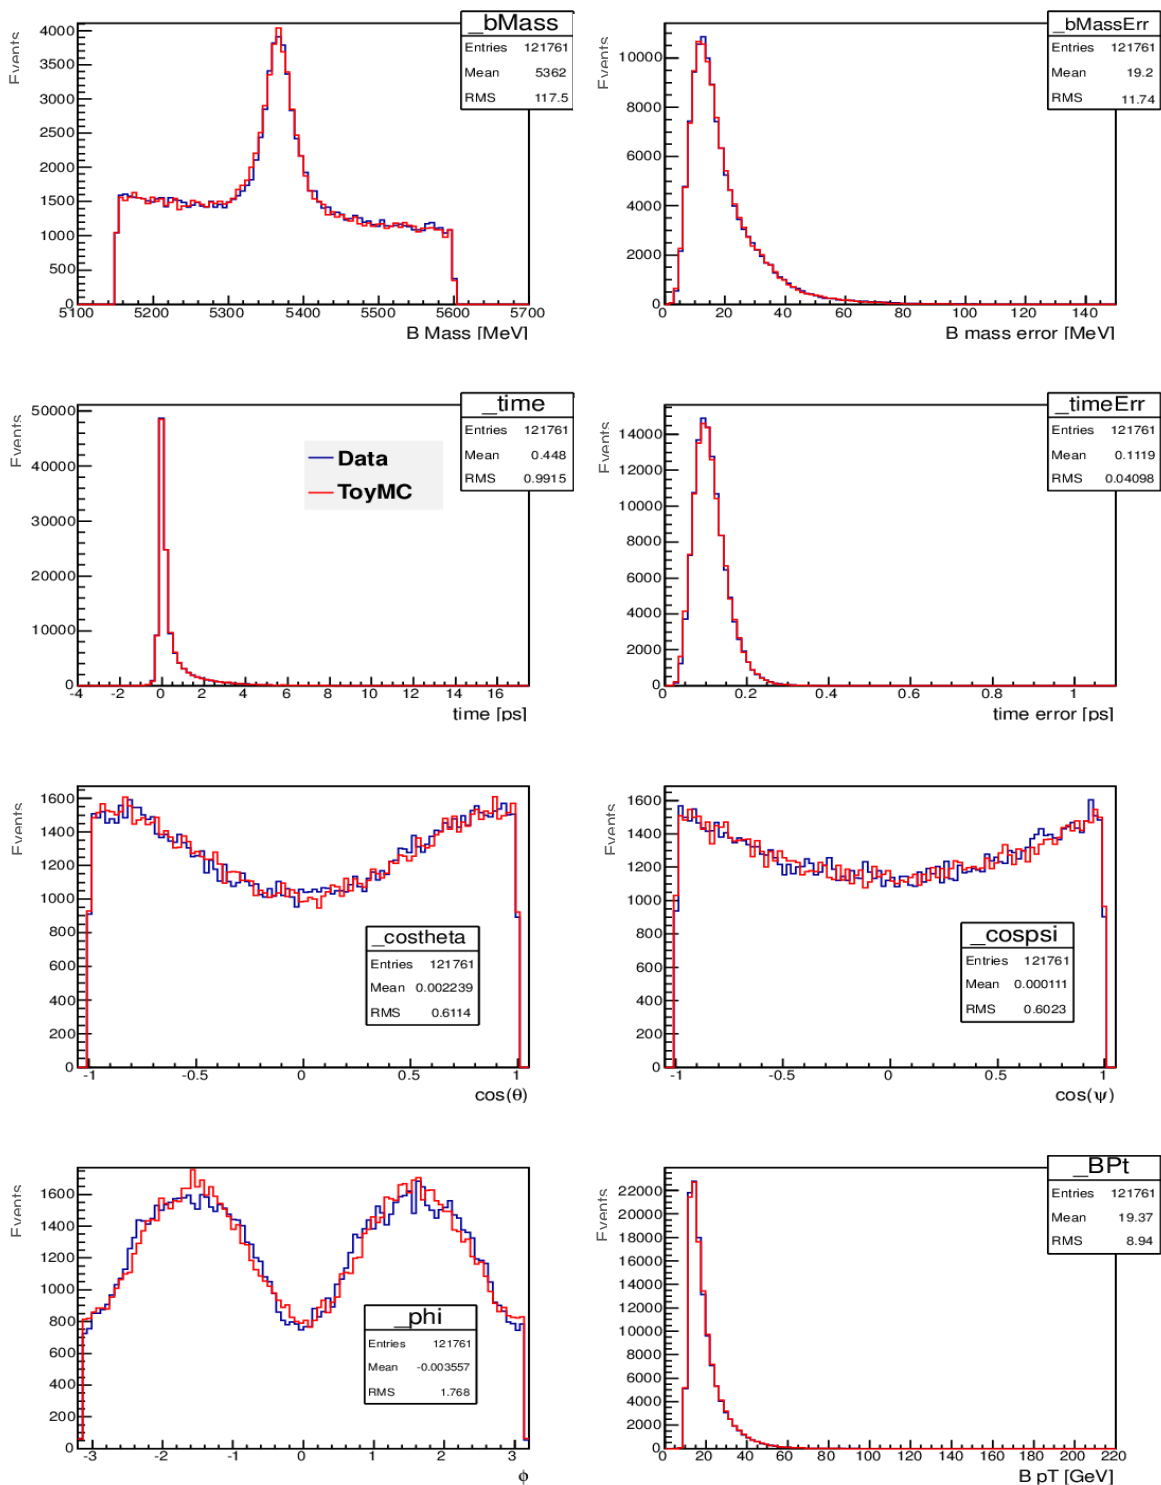 _bMass
Entries 121761
Mean 5362
RMS 117.5
Events
4000
3500
3000
2500
2000
1500
1000
500
0
5100 5200 5300 5400 5500 5600 5700
B Mass [MeV]
_bMassErr
Entries 121761
Mean 19.2
RMS 11.74
Events
10000
8000
6000
4000
2000
0
0 20 40 60 80 100 120 140
B mass error [MeV]
_time
Entries 121761
Mean 0.448
RMS 0.9915
Data
ToyMC
Events
50000
40000
30000
20000
10000
0
-4 -2 0 2 4 6 8 10 12 14 16
time [ps]
_timeErr
Entries 121761
Mean 0.1119
RMS 0.04098
Events
14000
12000
10000
8000
6000
4000
2000
0
0 0.2 0.4 0.6 0.8 1
time error [ps]
Events
1600
1400
1200
1000
800
600
400
200
0
_costheta
Entries 121761
Mean 0.002239
RMS 0.6114
-1 -0.5 0 0.5 1
cos(θ)
Events
1600
1400
1200
1000
800
600
400
200
0
_cospsi
Entries 121761
Mean 0.000111
RMS 0.6023
-1 -0.5 0 0.5 1
cos(ψ)
Events
1600
1400
1200
1000
800
600
400
200
0
_phi
Entries 121761
Mean -0.003557
RMS 1.768
-3 -2 -1 0 1 2 3
ϕ
_BPt
Entries 121761
Mean 19.37
RMS 8.94
Events
22000
20000
18000
16000
14000
12000
10000
8000
6000
4000
2000
0
0 20 40 60 80 100 120 140 160 180 200 220
B pT [GeV]